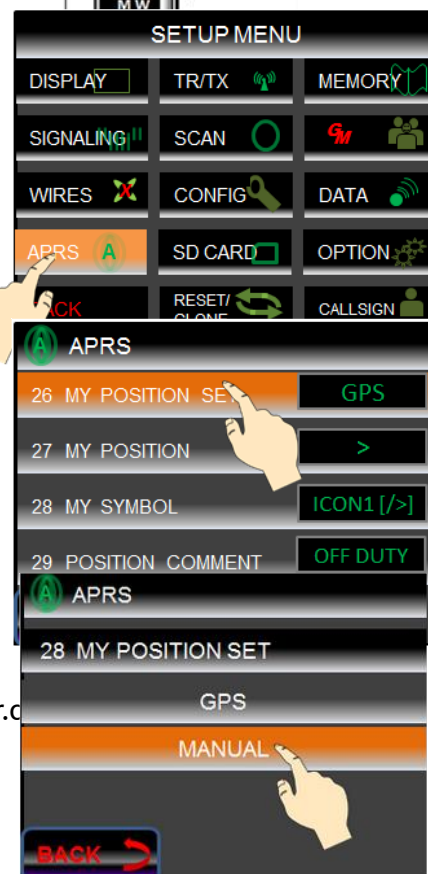 MW
SETUP MENU
DISPLAY TR/TX MEMORY
SIGNALING SCAN GM
WIRES X CONFIG DATA
APRS A SD CARD OPTION
BACK RESET/ CALLSIGN
CLONE
A APRS
26 MY POSITION SET GPS
27 MY POSITION >
28 MY SYMBOL ICON1 [/>]
29 POSITION COMMENT OFF DUTY
A APRS
28 MY POSITION SET
GPS
MANUAL
BACK